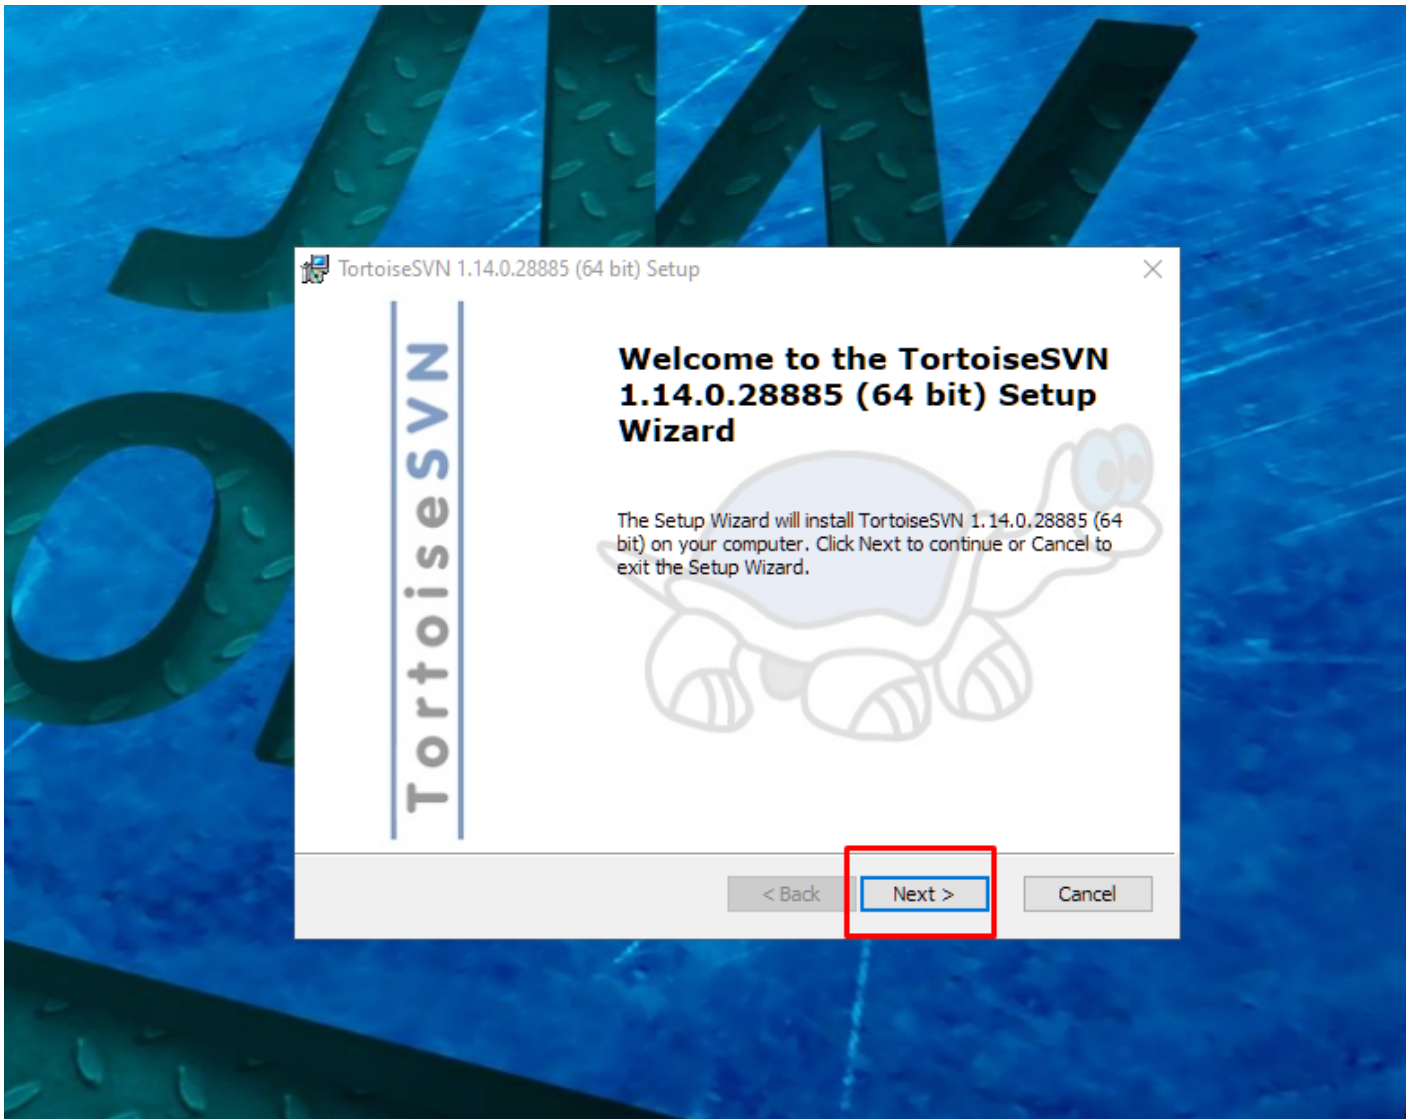 TortoiseSVN 1.14.0.28885 (64 bit) Setup
TortoiseSVN
Welcome to the TortoiseSVN
1.14.0.28885 (64 bit) Setup
Wizard
The Setup Wizard will install TortoiseSVN 1.14.0.28885 (64
bit) on your computer. Click Next to continue or Cancel to
exit the Setup Wizard.
< Back
Next >
Cancel